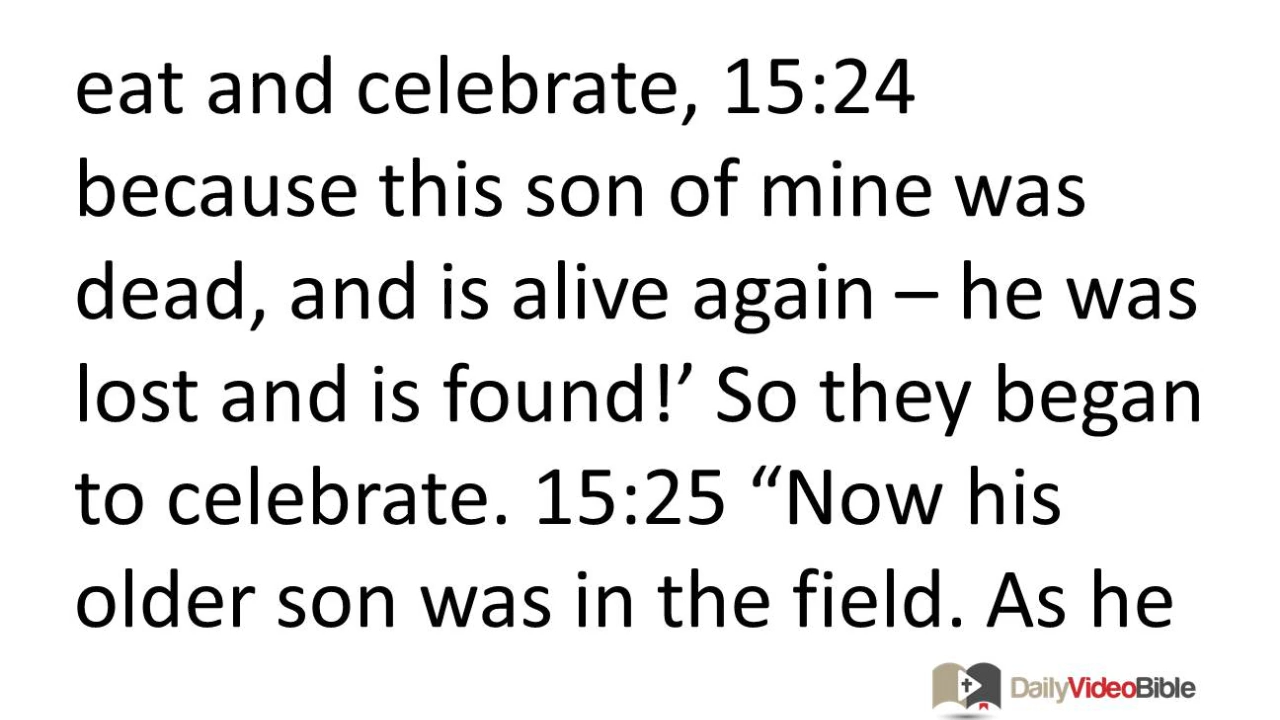 eat and celebrate, 15:24
because this son of mine was
dead, and is alive again – he was
lost and is found!’ So they began
to celebrate. 15:25 “Now his
older son was in the field. As he
DailyVideoBible